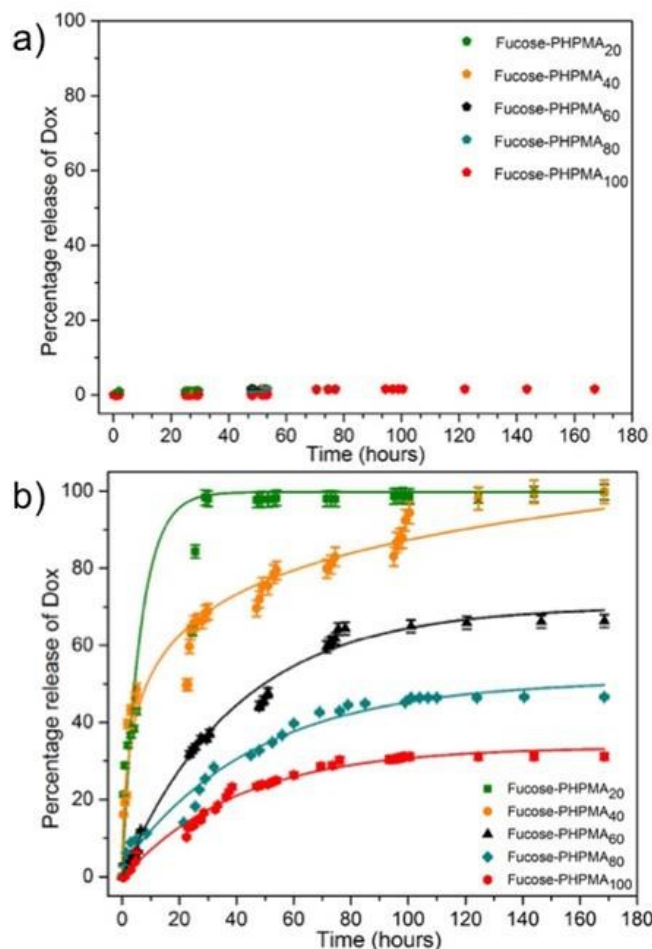 a)
Percentage release of Dox
100
80
60
40
20
0
Fucose-PHPMA20
Fucose-PHPMA40
Fucose-PHPMA60
Fucose-PHPMA80
Fucose-PHPMA100
0 20 40 60 80 100 120 140 160 180
Time (hours)
b)
Percentage release of Dox
100
80
60
40
20
0
Fucose-PHPMA20
Fucose-PHPMA40
Fucose-PHPMA60
Fucose-PHPMA80
Fucose-PHPMA100
0 20 40 60 80 100 120 140 160 180
Time (hours)